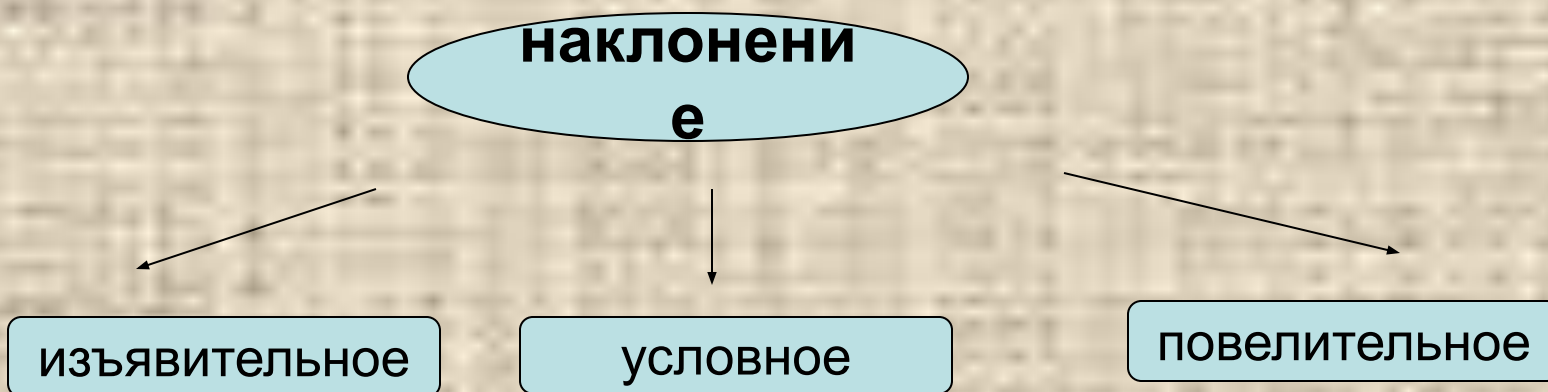 наклонени
е
изъявительное
условное
повелительное